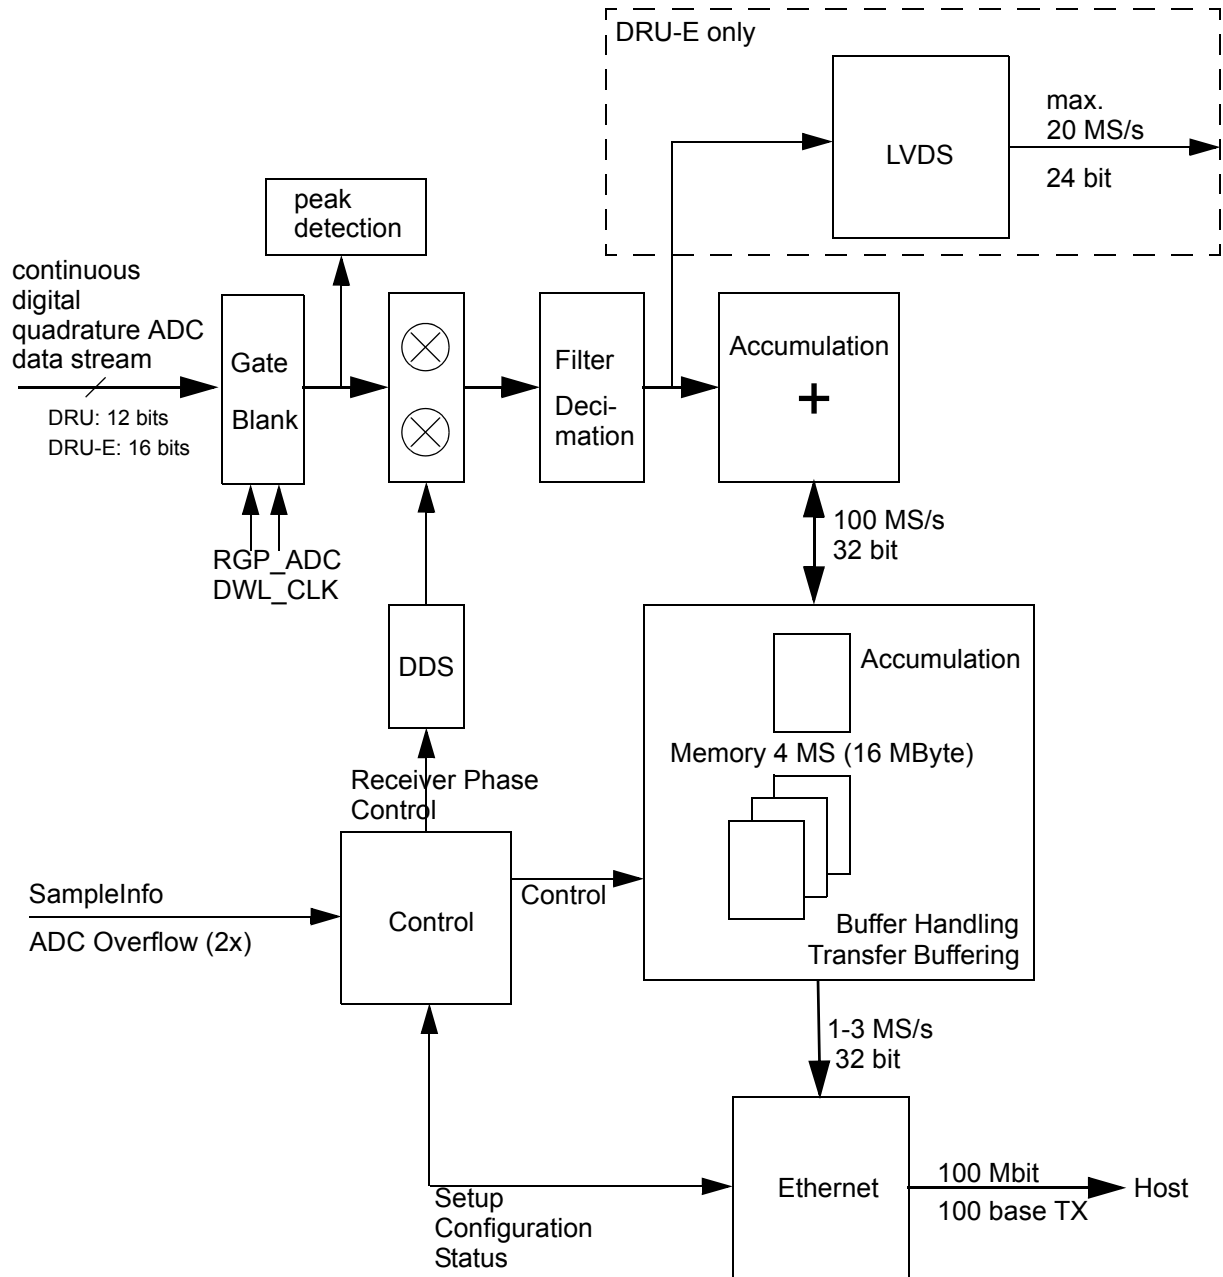 DRU-E only
max.
20 MS/s
LVDS
24 bit
peak
detection
continuous
digital
quadrature ADC
data stream
DRU: 12 bits
DRU-E: 16 bits
Gate
Blank
Filter
Deci-
mation
Accumulation
+
RGP_ADC
DWL_CLK
100 MS/s
32 bit
DDS
Accumulation
Memory 4 MS (16 MByte)
Receiver Phase
Control
SampleInfo
ADC Overflow (2x)
Control
Control
Buffer Handling
Transfer Buffering
1-3 MS/s
32 bit
Setup
Configuration
Status
Ethernet
100 Mbit
100 base TX
Host